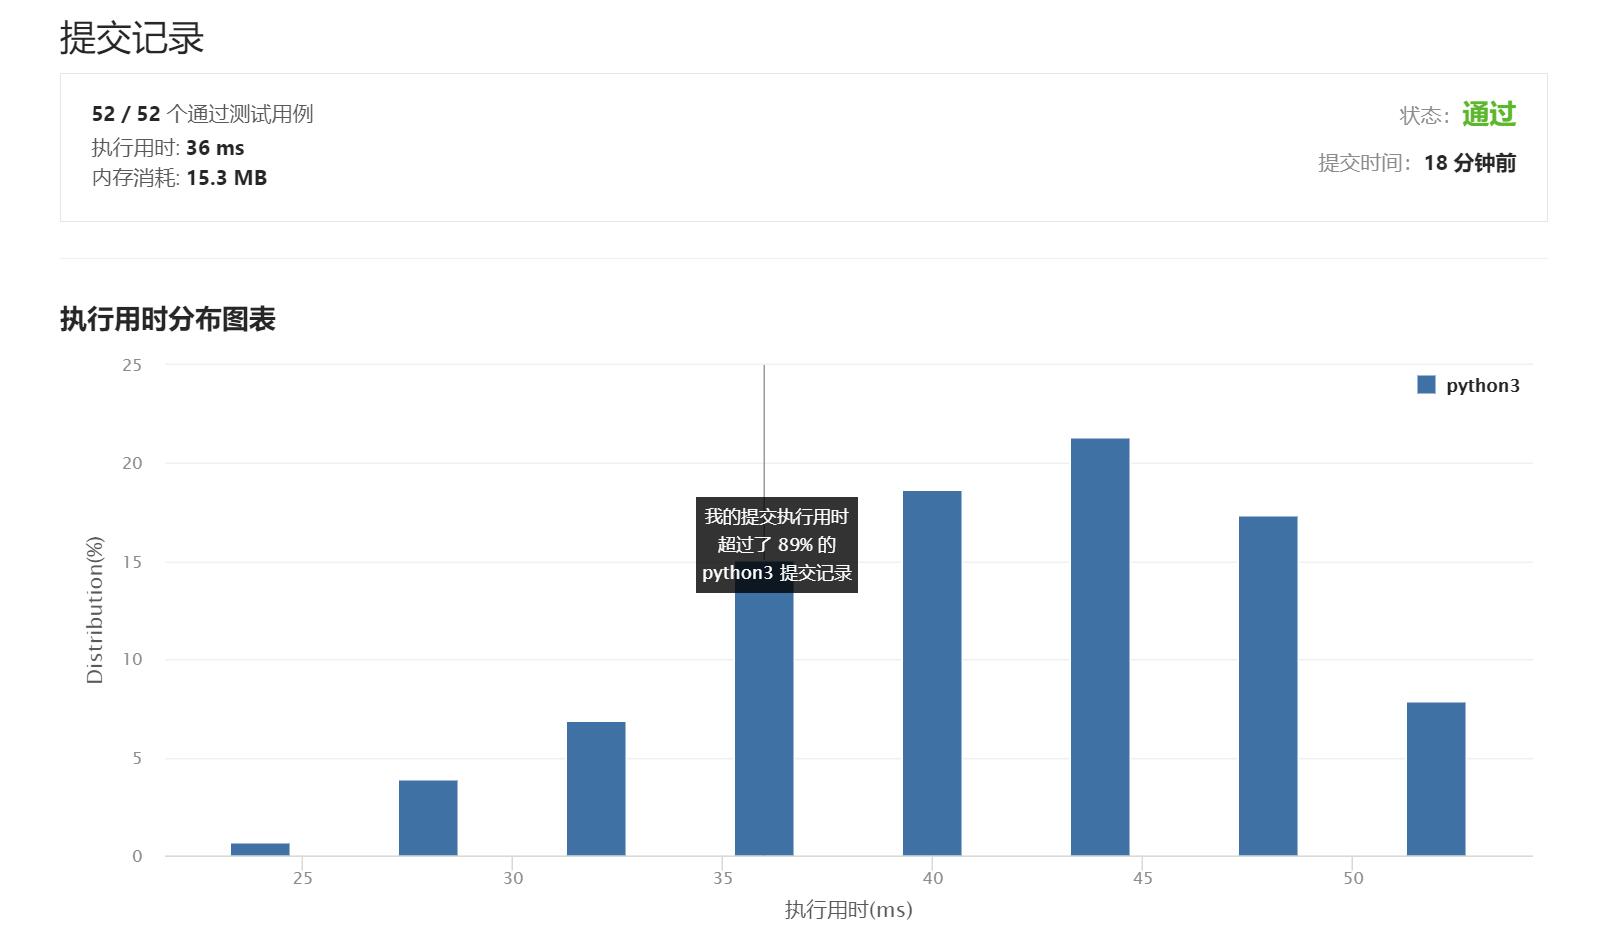 提交记录
52 / 52 个通过测试用例
状态：通过
执行用时: 36 ms
提交时间：18 分钟前
内存消耗: 15.3 MB
执行用时分布图表
25
python3
20
我的提交执行用时
超过了 89% 的
python3 提交记录
15
Distribution(%)
10
5
0
25 30 35 40 45 50
执行用时(ms)